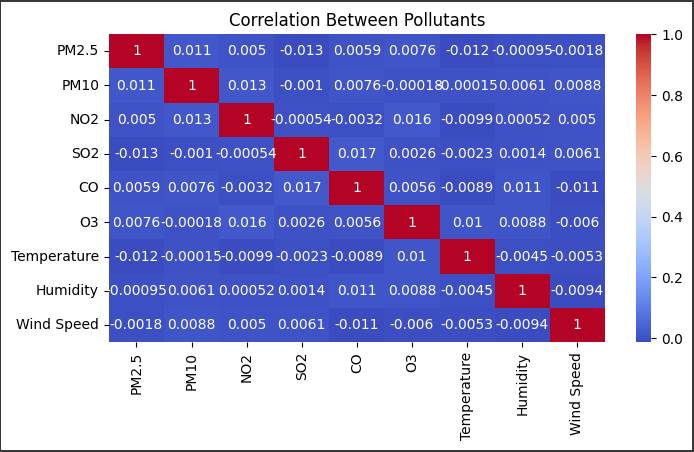 Correlation Between Pollutants
PM2.5 1 0.011 0.005 -0.013 0.0059 0.0076 -0.012 -0.00095 -0.0018 1.0
PM10 0.011 1 0.013 -0.001 0.0076 -0.00018 -0.00015 0.0061 0.0088 0.8
NO2 0.005 0.013 1 -0.00054 -0.0032 0.016 -0.0099 0.00052 0.005
SO2 -0.013 -0.001 -0.00054 1 0.017 0.0026 -0.0023 0.0014 0.0061 0.6
CO 0.0059 0.0076 -0.0032 0.017 1 0.0056 -0.0089 0.011 -0.011
O3 0.0076 -0.00018 0.016 0.0026 0.0056 1 0.01 0.0088 -0.006 0.4
Temperature -0.012 -0.00015 -0.0099 -0.0023 -0.0089 0.01 1 -0.0045 -0.0053
Humidity -0.00095 0.0061 0.00052 0.0014 0.011 0.0088 -0.0045 1 -0.0094 0.2
Wind Speed -0.0018 0.0088 0.005 0.0061 -0.011 -0.006 -0.0053 -0.0094 1 0.0
PM2.5 PM10 NO2 SO2 CO O3 Temperature Humidity Wind Speed